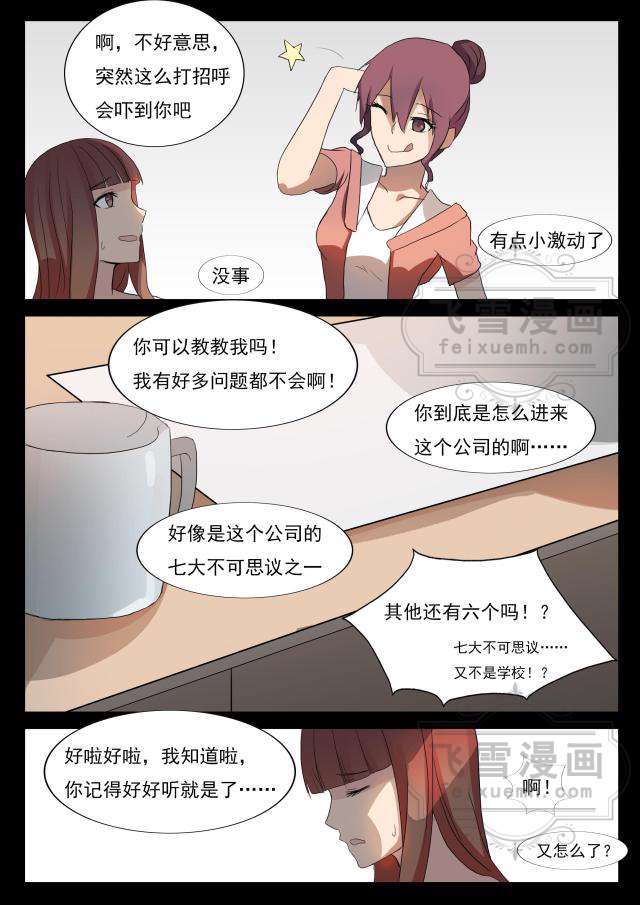 啊，不好意思，
突然这么打招呼
会吓到你吧
有点小激动了
没事
飞雪漫画
feixuemh.com
你可以教教我吗！
我有好多问题都不会啊！
你到底是怎么进来
这个公司的啊……
好像是这个公司的
七大不可思议之一
其他还有六个吗！？
七大不可思议……
又不是学校！？
好啦好啦，我知道啦，
你记得好好听就是了……
飞雪漫画
feixuemh.com
啊！
又怎么了？